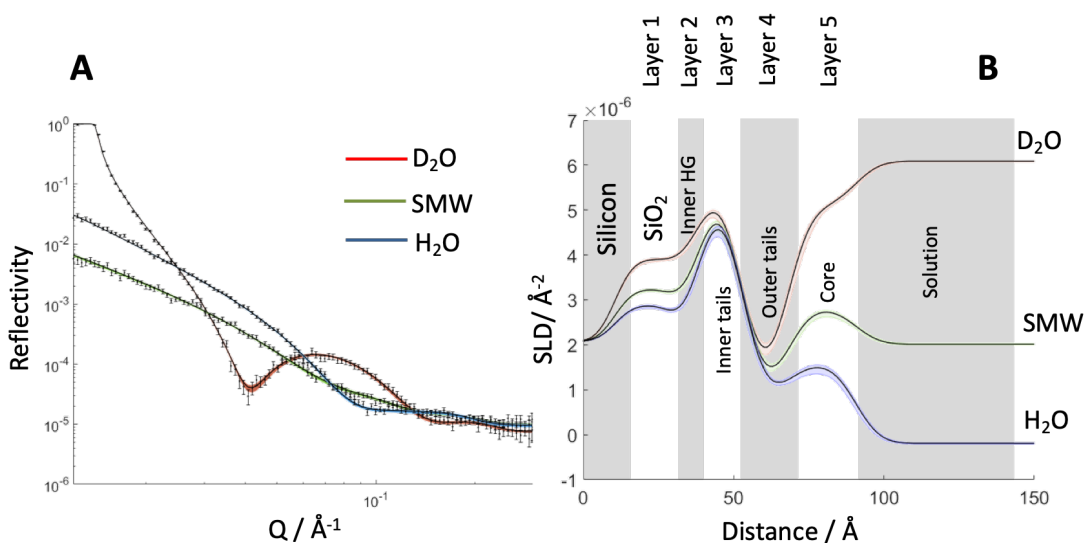 A
10⁰
10⁻¹
10⁻²
10⁻³
10⁻⁴
10⁻⁵
10⁻⁶
10⁻¹
Reflectivity
Q / Å⁻¹
D₂O
SMW
H₂O
B
Layer 1
Layer 2
Layer 3
Layer 4
Layer 5
×10⁻⁶
7
6
5
4
3
2
1
0
-1
SLD/ Å⁻²
Silicon
SiO₂
Inner HG
Inner tails
Outer tails
Core
Solution
D₂O
SMW
H₂O
0
50
100
150
Distance / Å